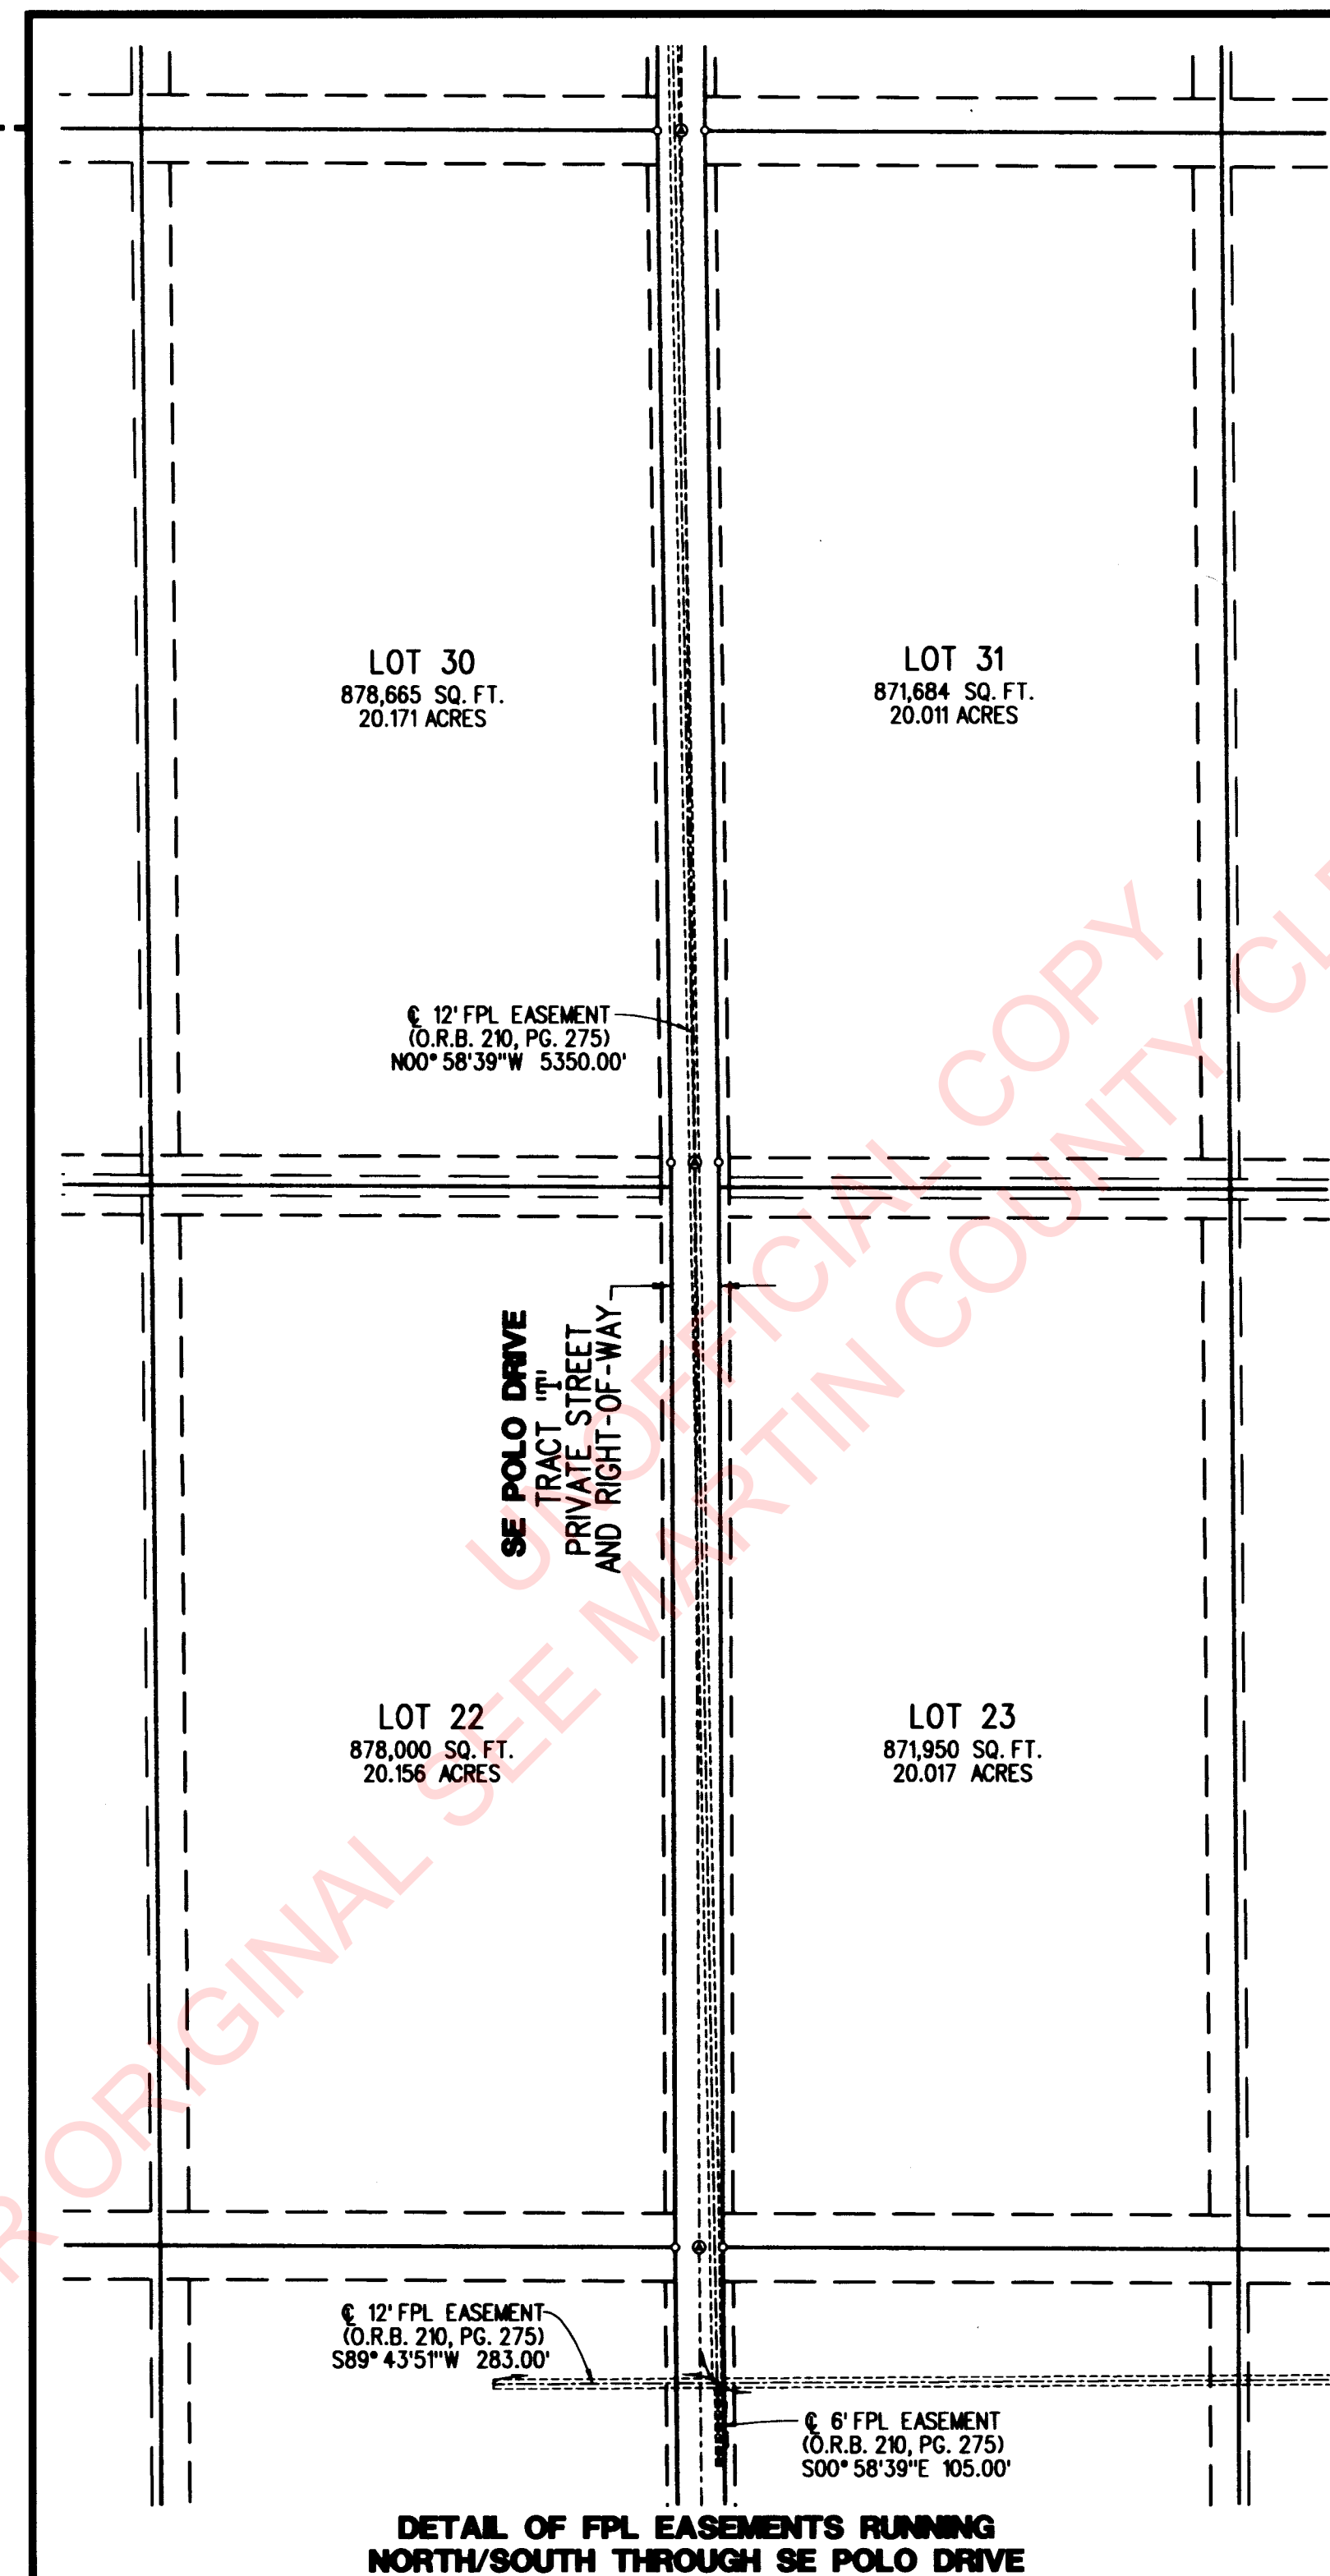 LOT 30
878,665 SQ. FT.
20.171 ACRES
LOT 31
871,684 SQ. FT.
20.011 ACRES
℄ 12' FPL EASEMENT
(O.R.B. 210, PG. 275)
N00° 58'39"W 5350.00'
SE POLO DRIVE
TRACT "I"
PRIVATE STREET
AND RIGHT-OF-WAY
LOT 22
878,000 SQ. FT.
20.156 ACRES
LOT 23
871,950 SQ. FT.
20.017 ACRES
℄ 12' FPL EASEMENT
(O.R.B. 210, PG. 275)
S89° 43'51"W 283.00'
℄ 6' FPL EASEMENT
(O.R.B. 210, PG. 275)
S00° 58'39"E 105.00'
DETAIL OF FPL EASEMENTS RUNNING
NORTH/SOUTH THROUGH SE POLO DRIVE
UNOFFICIAL COPY
ORIGINAL SEE MARTIN COUNTY